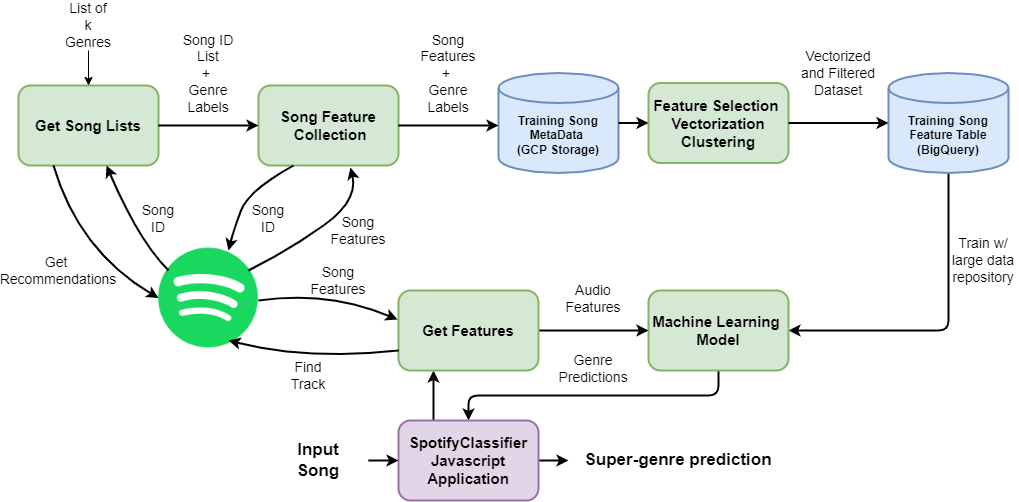 List of
k
Genres
Song ID
List
+
Genre
Labels
Song
Features
+
Genre
Labels
Vectorized
and Filtered
Dataset
Get Song Lists
Song Feature
Collection
Training Song
MetaData
(GCP Storage)
Feature Selection
Vectorization
Clustering
Training Song
Feature Table
(BigQuery)
Song
ID
Song
ID
Song
Features
Get
Recommendations
Song
Features
Audio
Features
Train w/
large data
repository
Get Features
Machine Learning
Model
Find
Track
Genre
Predictions
Input
Song
SpotifyClassifier
Javascript
Application
Super-genre prediction